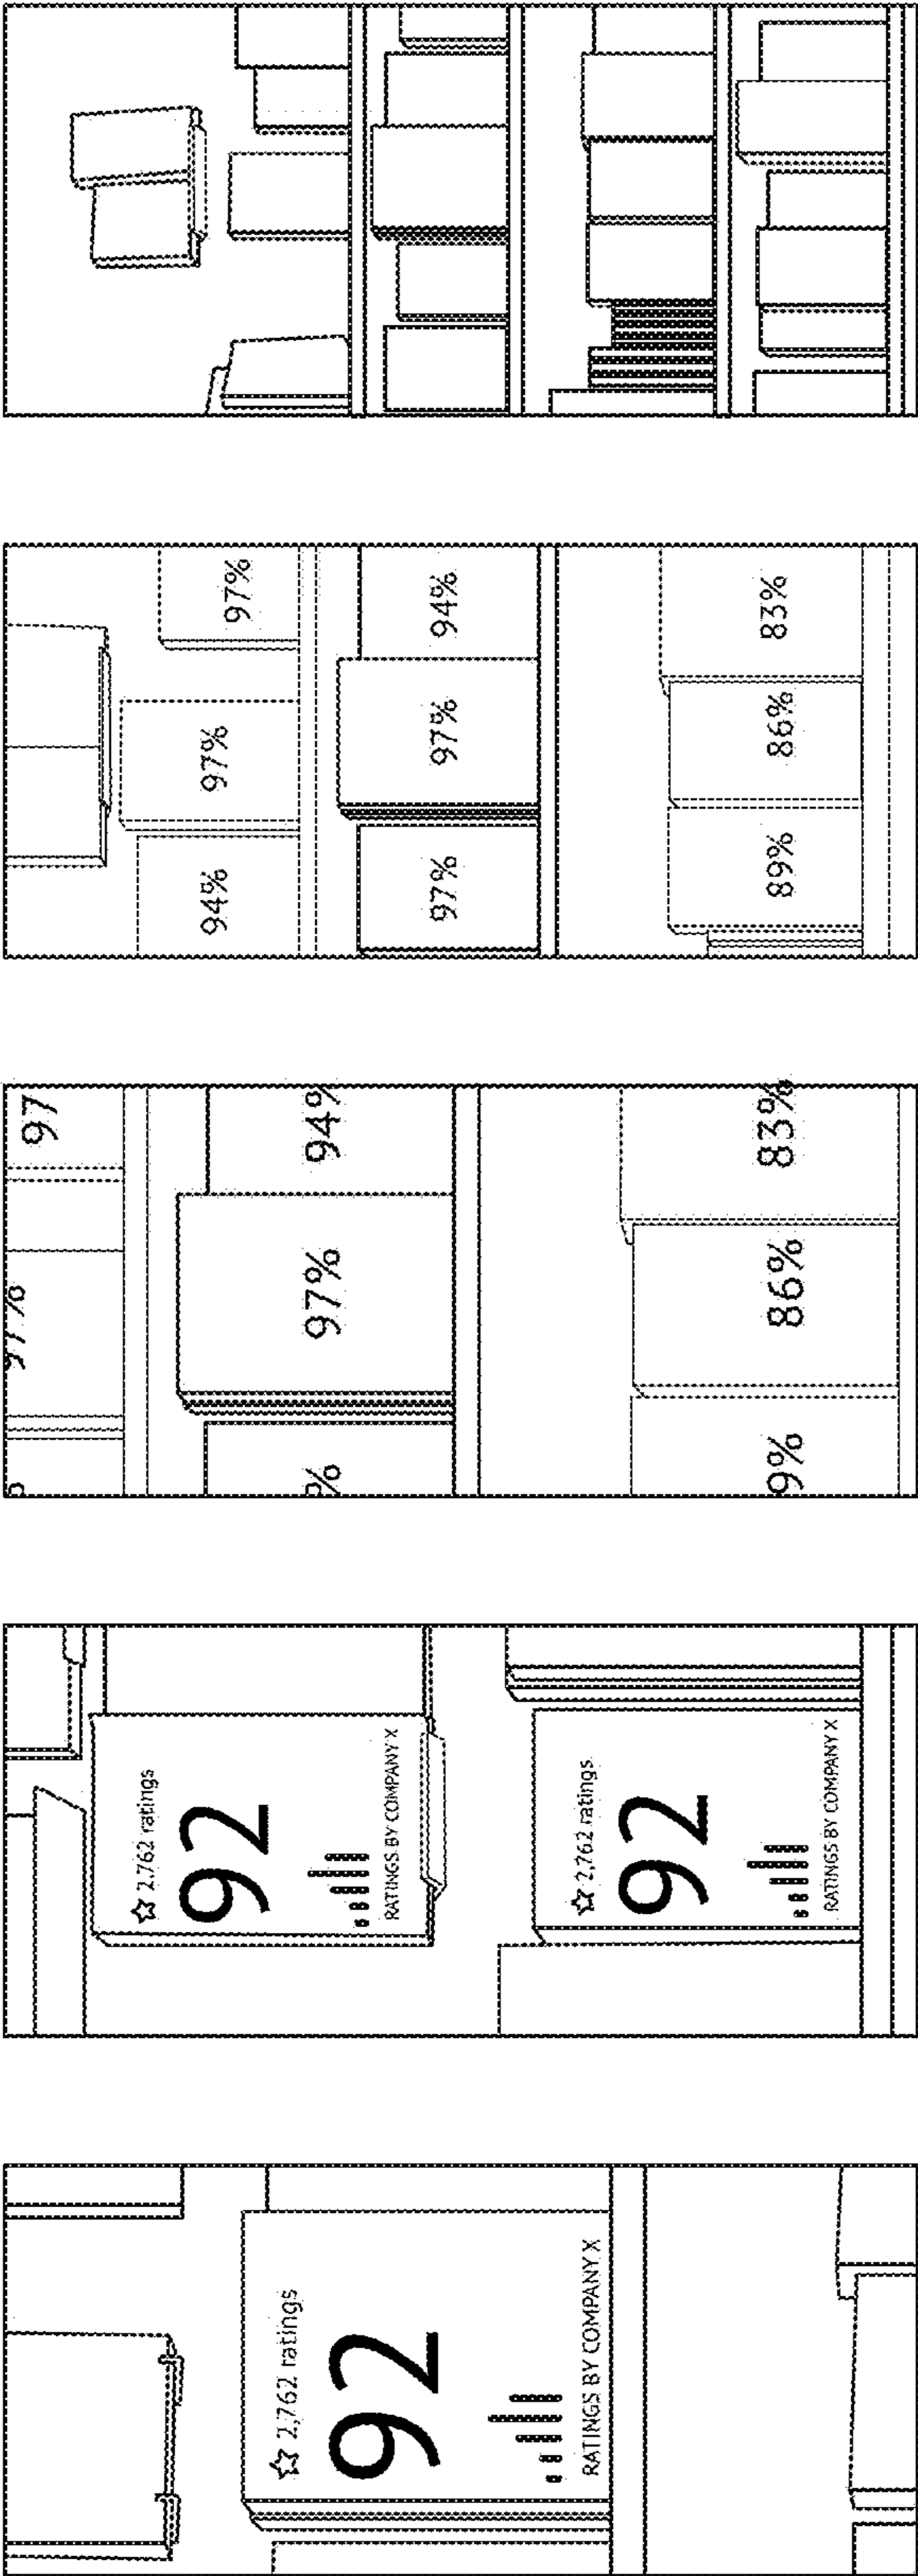 ☆ 2,762 ratings
92
RATINGS BY COMPANY X
☆ 2,762 ratings
92
RATINGS BY COMPANY X
☆ 2,762 ratings
92
RATINGS BY COMPANY X
97% 97
% 97% 94%
9% 86% 83%
94% 97% 97%
97% 97% 94%
89% 86% 83%